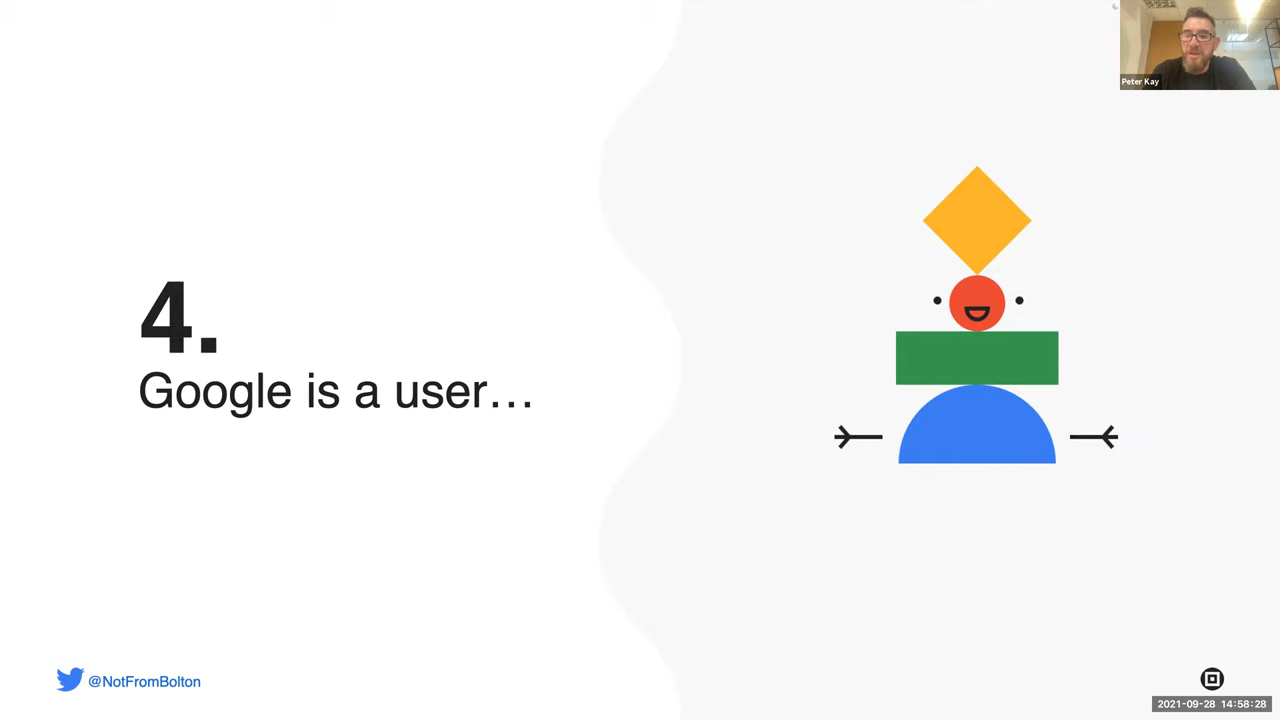 Peter Kay
4.
Google is a user…
@NotFromBolton
2021-09-28 14:58:28